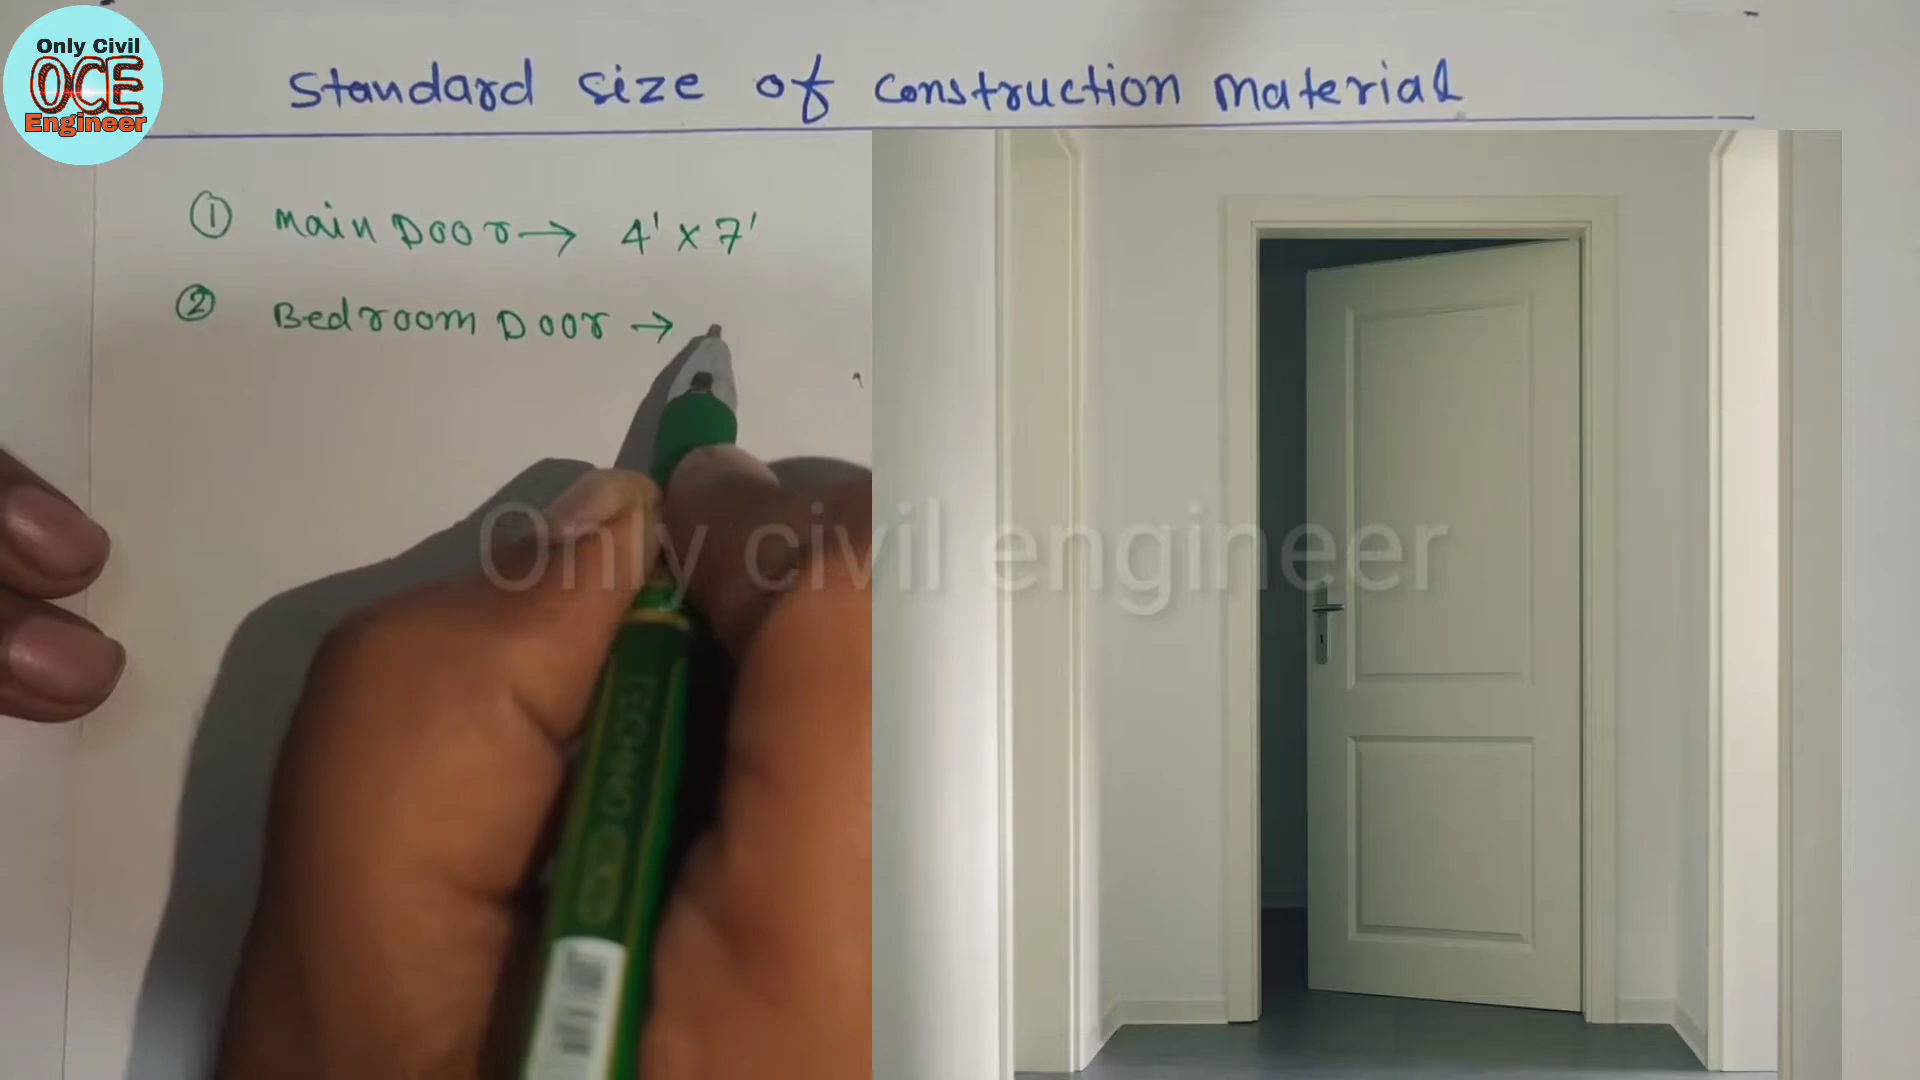 Only Civil
OCE
Engineer
Standard size of construction material
① Main Door → 4' x 7'
② Bedroom Door →
Only civil engineer
TECHNO